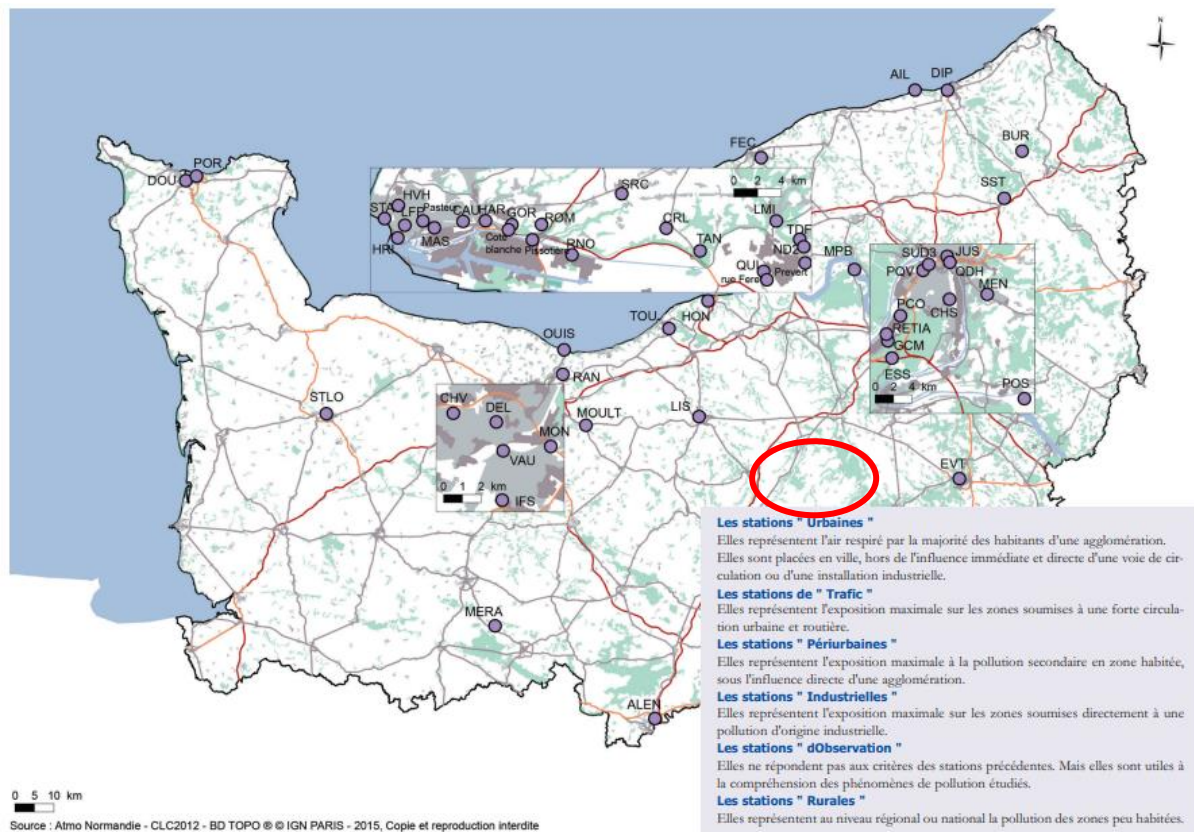 N
AIL
DIP
BUR
FEC
POR
DOU
SST
0 2 4 km
SRC
HVH
STA
LFF
Pasteur
CAU
HAR
GOR
ROM
CRL
LMI
TDF
MAS
Coté
blanche
Pissotière
HRI
RNO
TAN
ND2
Prevert
QUI
rue Ferey
MPB
SUD3
JUS
PQV
QDH
MEN
PCO
CHS
RETIA
GCM
ESS
0 2 4 km
POS
TOU
HON
OUIS
RAN
STLO
CHV
DEL
MON
VAU
0 1 2 km
IFS
MOULT
LIS
EVT
MERA
ALEN
Les stations " Urbaines "
Elles représentent l'air respiré par la majorité des habitants d'une agglomération.
Elles sont placées en ville, hors de l'influence immédiate et directe d'une voie de cir-
culation ou d'une installation industrielle.
Les stations de " Trafic "
Elles représentent l'exposition maximale sur les zones soumises à une forte circula-
tion urbaine et routière.
Les stations " Périurbaines "
Elles représentent l'exposition maximale à la pollution secondaire en zone habitée,
sous l'influence directe d'une agglomération.
Les stations " Industrielles "
Elles représentent l'exposition maximale sur les zones soumises directement à une
pollution d'origine industrielle.
Les stations " dObservation "
Elles ne répondent pas aux critères des stations précédentes. Mais elles sont utiles à
la compréhension des phénomènes de pollution étudiés.
Les stations " Rurales "
Elles représentent au niveau régional ou national la pollution des zones peu habitées.
0 5 10 km
Source : Atmo Normandie - CLC2012 - BD TOPO ® © IGN PARIS - 2015, Copie et reproduction interdite